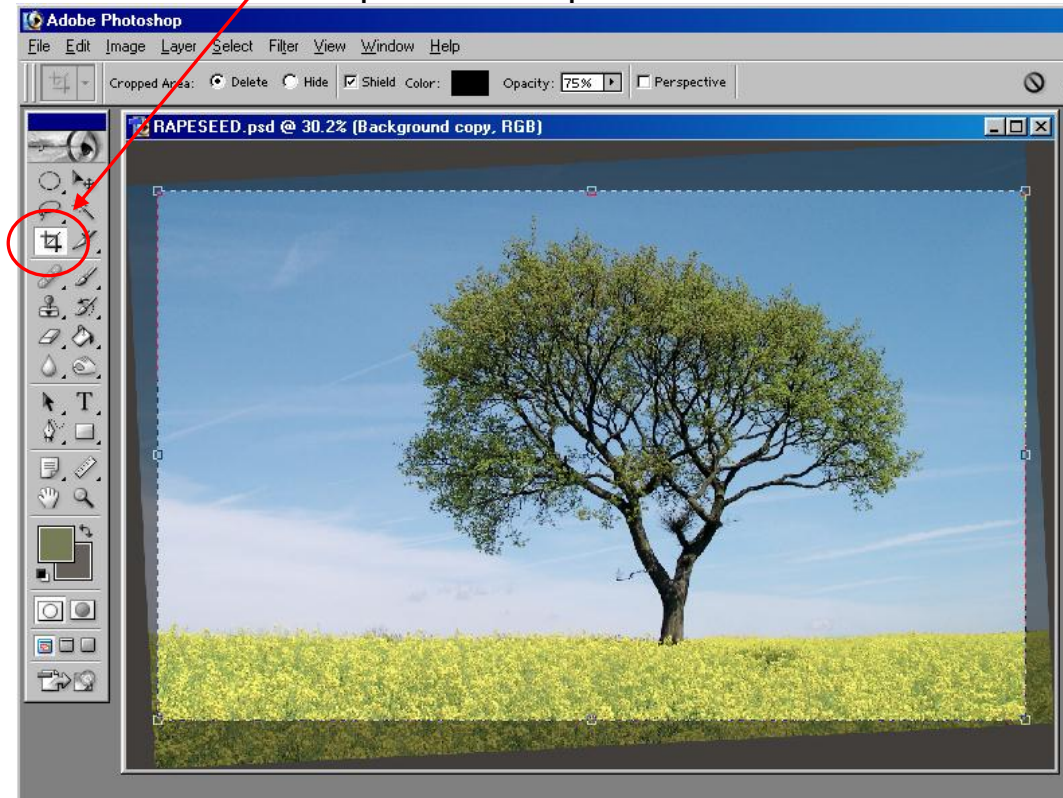 Adobe Photoshop
File Edit Image Layer Select Filter View Window Help
Cropped Area: Delete Hide Shield Color: Opacity: 75% Perspective
RAPESEED.psd @ 30.2% (Background copy, RGB)
T